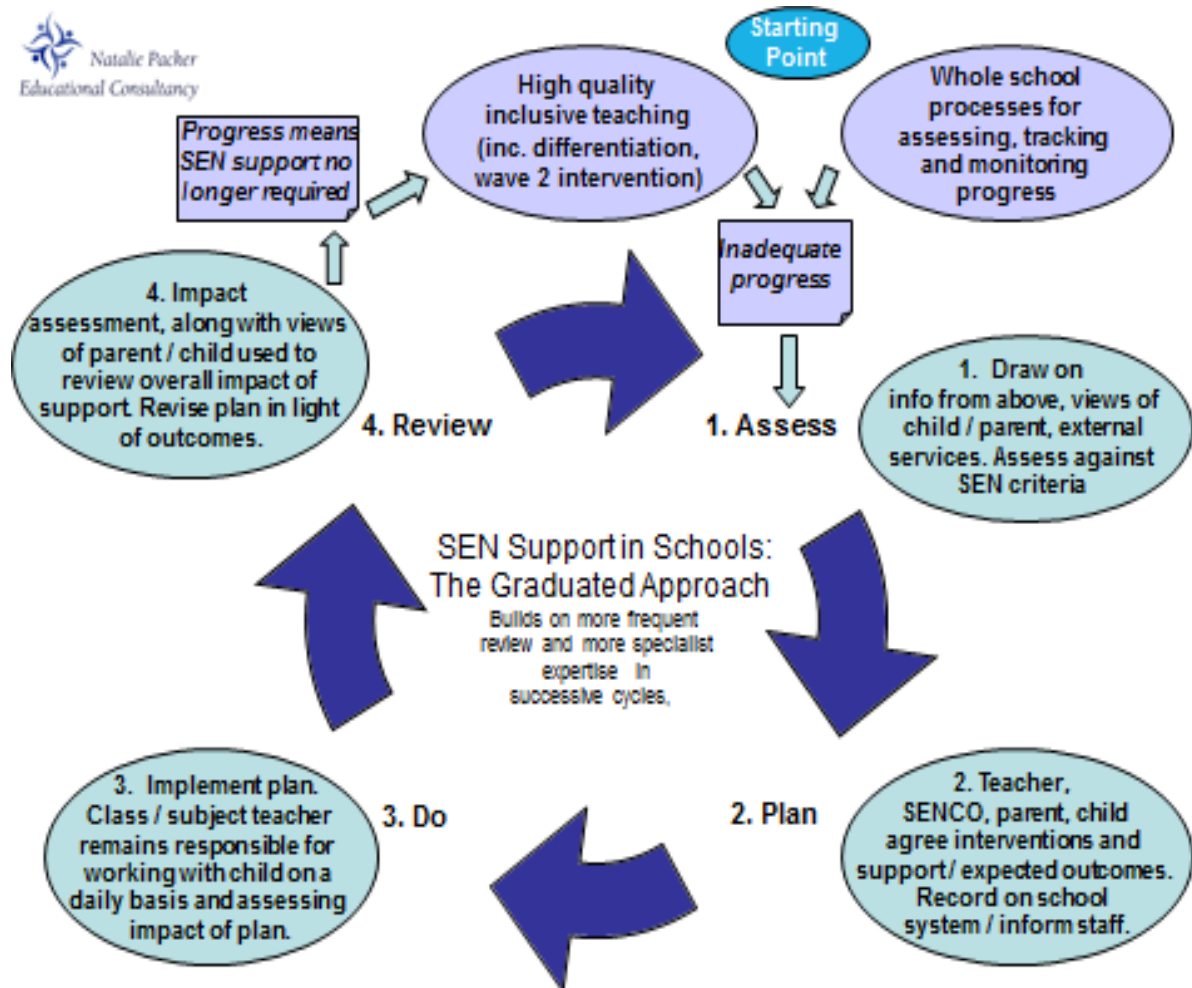 Natalie Packer
Educational Consultancy
Starting
Point
High quality
inclusive teaching
(inc. differentiation,
wave 2 intervention)
Whole school
processes for
assessing, tracking
and monitoring
progress
Progress means
SEN support no
longer required
Inadequate
progress
4. Impact
assessment, along with views
of parent / child used to
review overall impact of
support. Revise plan in light
of outcomes.
4. Review
1. Assess
1. Draw on
info from above, views of
child / parent, external
services. Assess against
SEN criteria
SEN Support in Schools:
The Graduated Approach
Builds on more frequent
review and more specialist
expertise in
successive cycles,
3. Implement plan.
Class / subject teacher
remains responsible for
working with child on a
daily basis and assessing
impact of plan.
3. Do
2. Plan
2. Teacher,
SENCO, parent, child
agree interventions and
support / expected outcomes.
Record on school
system / inform staff.